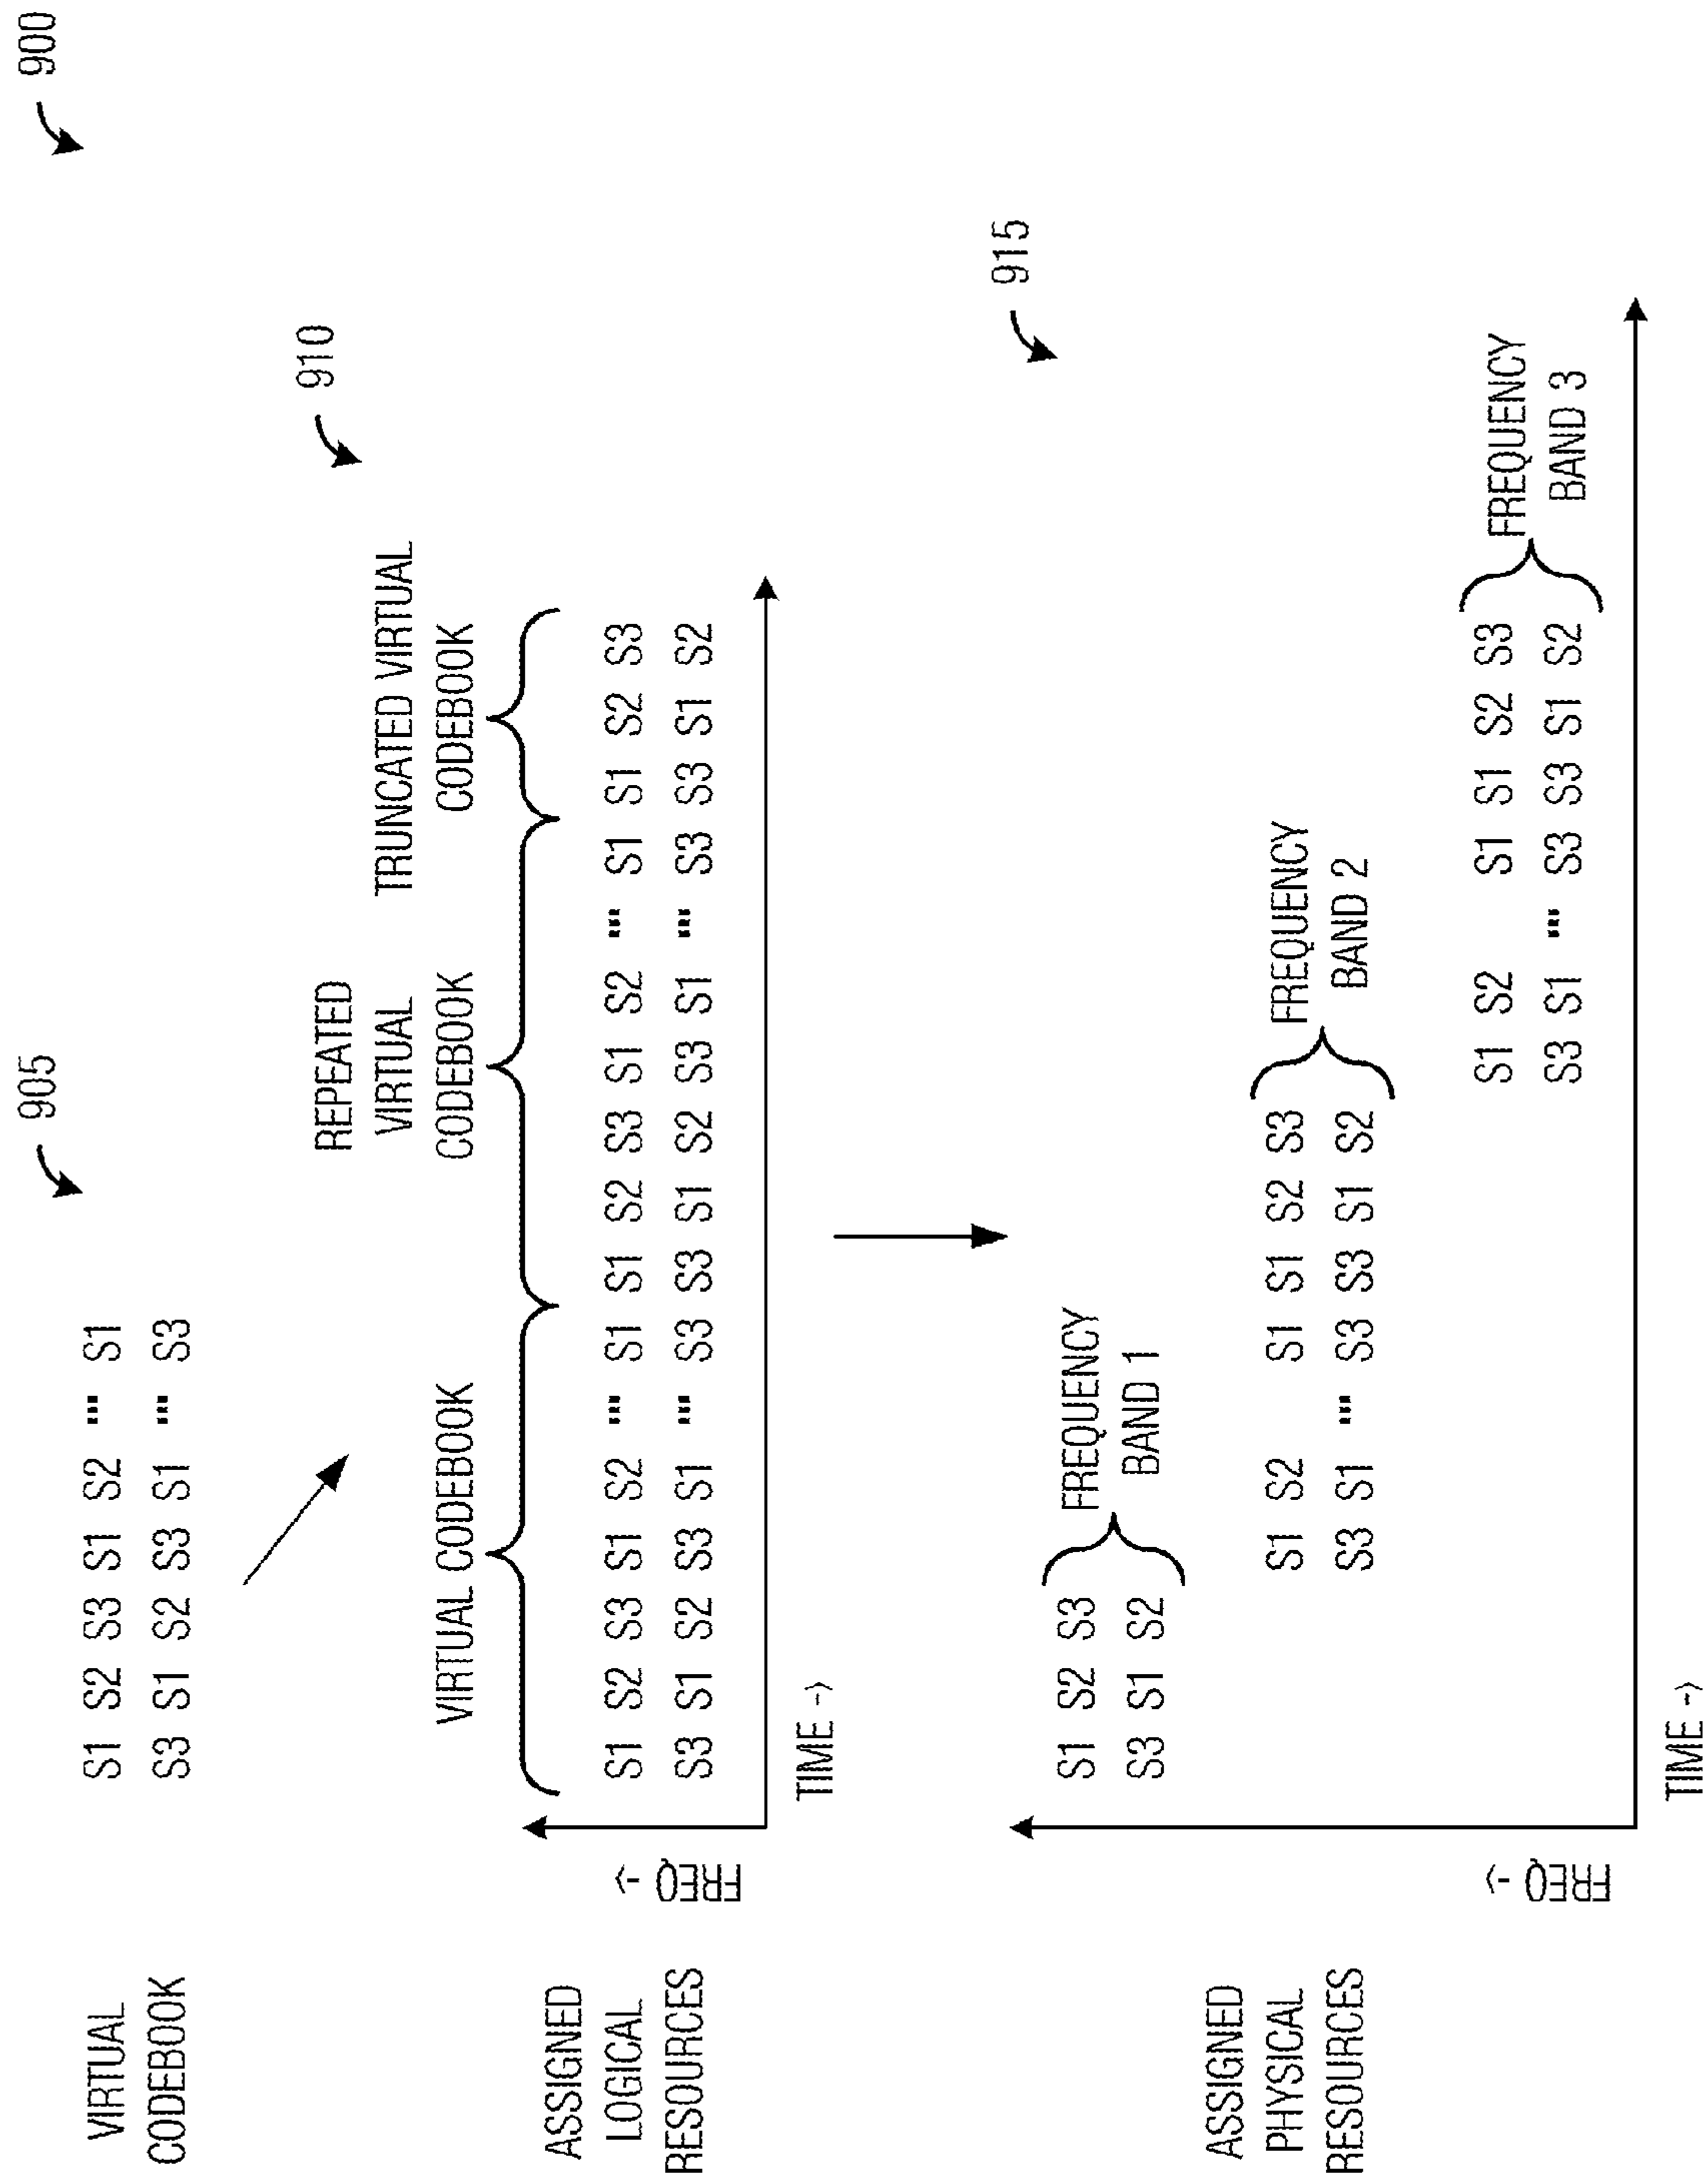 900
905
VIRTUAL
CODEBOOK
S1 S2 S3 S1 S2 ... S1
S3 S1 S2 S3 S1 ... S3
910
VIRTUAL CODEBOOK
REPEATED
VIRTUAL
CODEBOOK
TRUNCATED VIRTUAL
CODEBOOK
ASSIGNED
LOGICAL
RESOURCES
FREQ ->
S1 S2 S3 S1 S2 ... S1 S1 S2 S3 S1 S2 ... S1 S1 S2 S3
S3 S1 S2 S3 S1 ... S3 S3 S1 S2 S3 S1 ... S3 S3 S1 S2
TIME ->
915
ASSIGNED
PHYSICAL
RESOURCES
FREQ ->
S1 S2 S3
S3 S1 S2
FREQUENCY
BAND 1
S1 S2 S1 S1 S2 S3
S3 S1 ... S3 S3 S1 S2
FREQUENCY
BAND 2
S1 S2 S1 S1 S2 S3
S3 S1 ... S3 S3 S1 S2
FREQUENCY
BAND 3
TIME ->